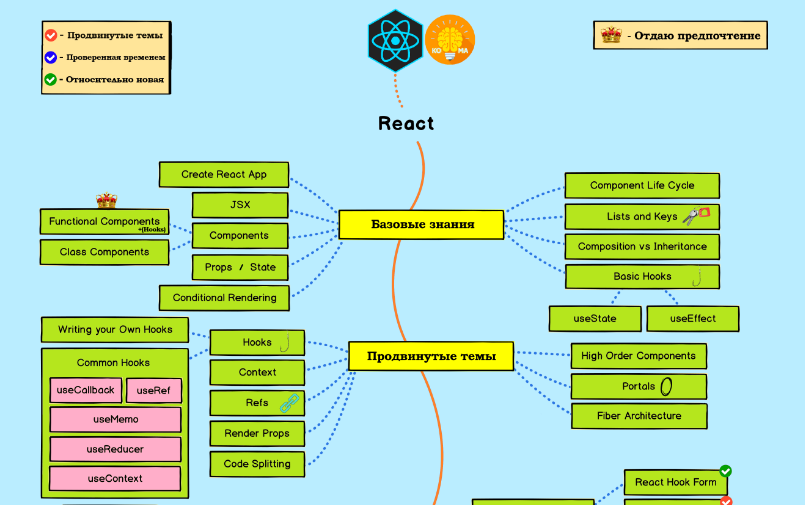 - Продвинутые темы
- Проверенная временем
- Относительно новая
КО МА
- Отдаю предпочтение
React
Create React App
JSX
Functional Components
+(Hooks)
Components
Class Components
Props / State
Conditional Rendering
Базовые знания
Component Life Cycle
Lists and Keys
Composition vs Inheritance
Basic Hooks
useState
useEffect
Writing your Own Hooks
Hooks
Common Hooks
useCallback
useRef
useMemo
useReducer
useContext
Context
Refs
Render Props
Code Splitting
Продвинутые темы
High Order Components
Portals
Fiber Architecture
React Hook Form